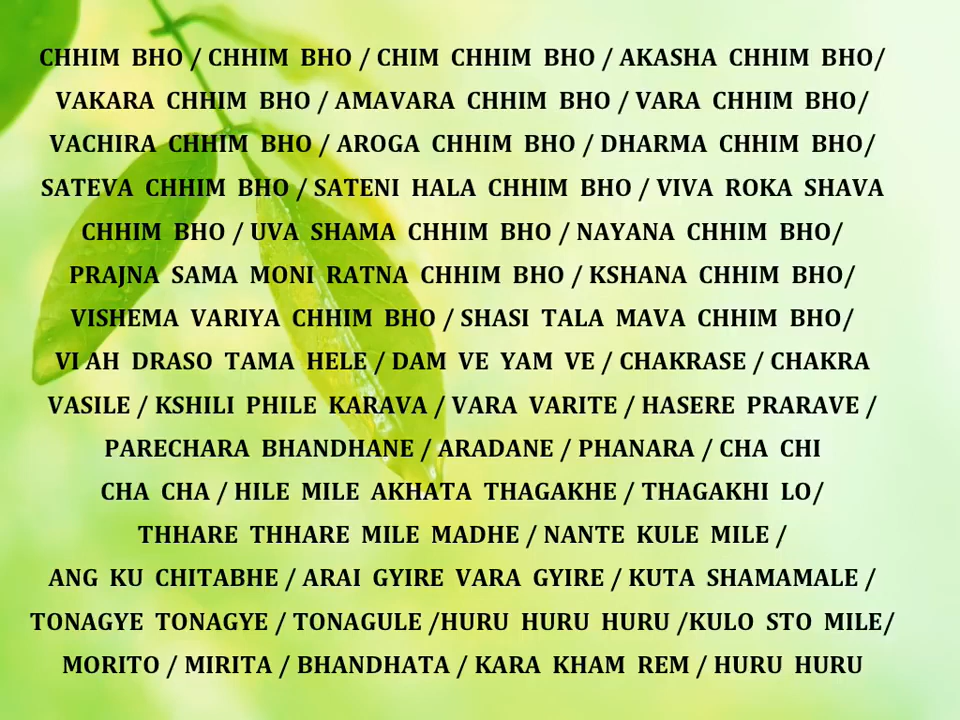 CHHIM BHO / CHHIM BHO / CHIM CHHIM BHO / AKASHA CHHIM BHO/
VAKARA CHHIM BHO / AMAVARA CHHIM BHO / VARA CHHIM BHO/
VACHIRA CHHIM BHO / AROGA CHHIM BHO / DHARMA CHHIM BHO/
SATEVA CHHIM BHO / SATENI HALA CHHIM BHO / VIVA ROKA SHAVA
CHHIM BHO / UVA SHAMA CHHIM BHO / NAYANA CHHIM BHO/
PRAJNA SAMA MONI RATNA CHHIM BHO / KSHANA CHHIM BHO/
VISHEMA VARIYA CHHIM BHO / SHASI TALA MAVA CHHIM BHO/
VI AH DRASO TAMA HELE / DAM VE YAM VE / CHAKRASE / CHAKRA
VASILE / KSHILI PHILE KARAVA / VARA VARITE / HASERE PRARAVE /
PARECHARA BHANDHANE / ARADANE / PHANARA / CHA CHI
CHA CHA / HILE MILE AKHATA THAGAKHE / THAGAKHI LO/
THHARE THHARE MILE MADHE / NANTE KULE MILE /
ANG KU CHITABHE / ARAI GYIRE VARA GYIRE / KUTA SHAMAMALE /
TONAGYE TONAGYE / TONAGULE /HURU HURU HURU /KULO STO MILE/
MORITO / MIRITA / BHANDHATA / KARA KHAM REM / HURU HURU